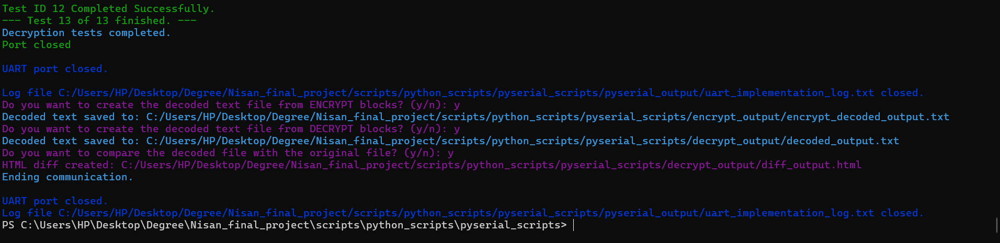 Test ID 12 Completed Successfully.
--- Test 13 of 13 finished. ---
Decryption tests completed.
Port closed
UART port closed.
Log file C:/Users/HP/Desktop/Degree/Nisan_final_project/scripts/python_scripts/pyserial_scripts/pyserial_output/uart_implementation_log.txt closed.
Do you want to create the decoded text file from ENCRYPT blocks? (y/n): y
Decoded text saved to: C:/Users/HP/Desktop/Degree/Nisan_final_project/scripts/python_scripts/pyserial_scripts/encrypt_output/encrypt_decoded_output.txt
Do you want to create the decoded text file from DECRYPT blocks? (y/n): y
Decoded text saved to: C:/Users/HP/Desktop/Degree/Nisan_final_project/scripts/python_scripts/pyserial_scripts/decrypt_output/decoded_output.txt
Do you want to compare the decoded file with the original file? (y/n): y
HTML diff created: C:/Users/HP/Desktop/Degree/Nisan_final_project/scripts/python_scripts/pyserial_scripts/decrypt_output/diff_output.html
Ending communication.
UART port closed.
Log file C:/Users/HP/Desktop/Degree/Nisan_final_project/scripts/python_scripts/pyserial_scripts/pyserial_output/uart_implementation_log.txt closed.
PS C:\Users\HP\Desktop\Degree\Nisan_final_project\scripts\python_scripts\pyserial_scripts>